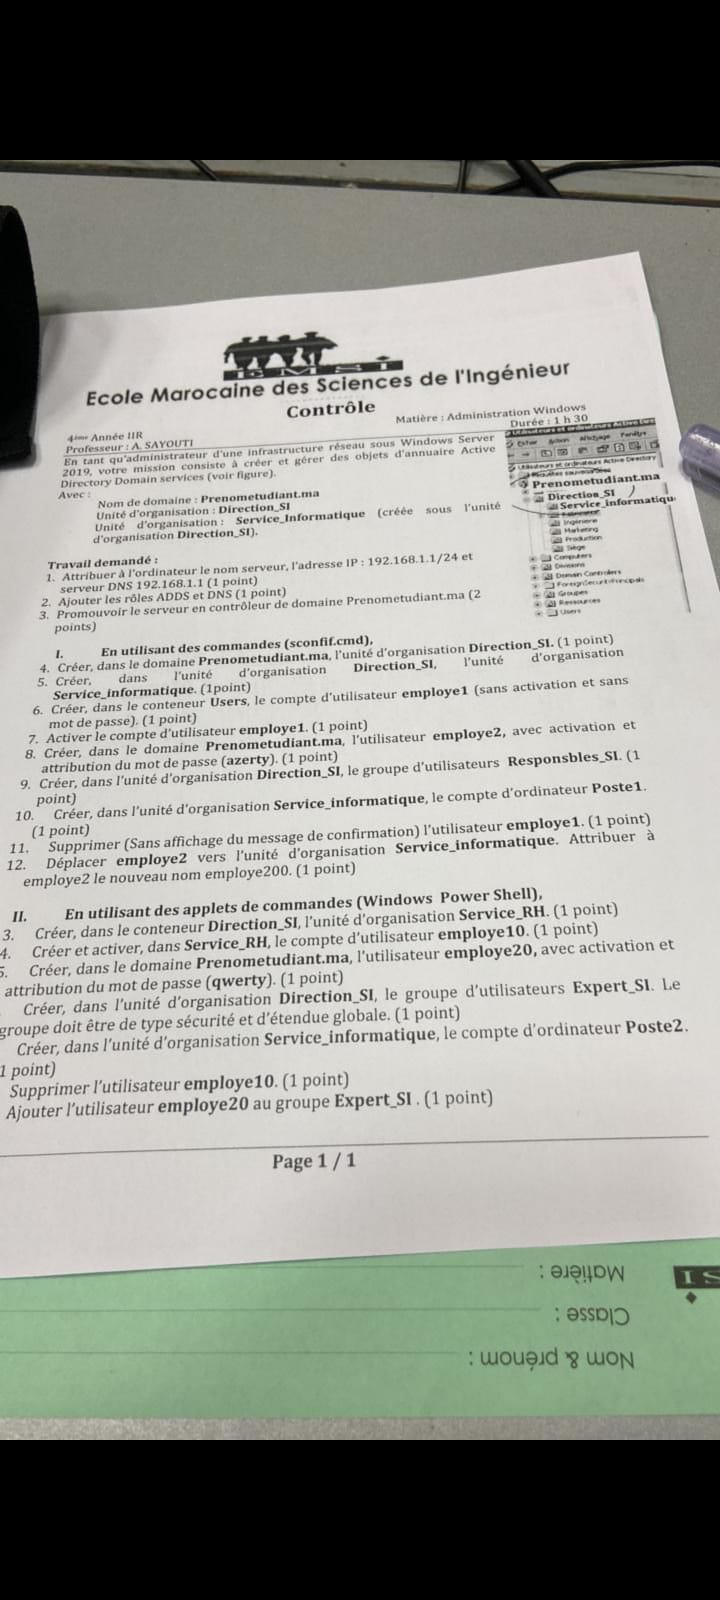 EMSI
Ecole Marocaine des Sciences de l'Ingénieur
Contrôle
4ème Année IIR
Matière : Administration Windows
Professeur : A. SAYOUTI
Durée : 1 h 30
En tant qu'administrateur d'une infrastructure réseau sous Windows Server
2019, votre mission consiste à créer et gérer des objets d'annuaire Active
Directory Domain services (voir figure).
Avec :
Nom de domaine : Prenometudiant.ma
Unité d'organisation : Direction_SI
Unité d'organisation : Service_Informatique (créée sous l'unité
d'organisation Direction_SI).
Utilisateurs et ordinateurs Active Dire
Fichier Action Affichage Fenêtre
Utilisateurs et ordinateurs Active Directory
Requêtes sauvegardées
Prenometudiant.ma
Direction_SI
Service_informatiqu
Ingénierie
Marketing
Production
Siège
Computers
Divisions
Domain Controllers
ForeignSecurityPrincipals
Groupes
Ressources
Users
Travail demandé :
1. Attribuer à l'ordinateur le nom serveur, l'adresse IP : 192.168.1.1/24 et
serveur DNS 192.168.1.1 (1 point)
2. Ajouter les rôles ADDS et DNS (1 point)
3. Promouvoir le serveur en contrôleur de domaine Prenometudiant.ma (2
points)
I. En utilisant des commandes (sconfif.cmd),
4. Créer, dans le domaine Prenometudiant.ma, l'unité d'organisation Direction_SI. (1 point)
5. Créer, dans l'unité d'organisation Direction_SI, l'unité d'organisation
Service_informatique. (1point)
6. Créer, dans le conteneur Users, le compte d'utilisateur employe1 (sans activation et sans
mot de passe). (1 point)
7. Activer le compte d'utilisateur employe1. (1 point)
8. Créer, dans le domaine Prenometudiant.ma, l'utilisateur employe2, avec activation et
attribution du mot de passe (azerty). (1 point)
9. Créer, dans l'unité d'organisation Direction_SI, le groupe d'utilisateurs Responsbles_SI. (1
point)
10. Créer, dans l'unité d'organisation Service_informatique, le compte d'ordinateur Poste1.
(1 point)
11. Supprimer (Sans affichage du message de confirmation) l'utilisateur employe1. (1 point)
12. Déplacer employe2 vers l'unité d'organisation Service_informatique. Attribuer à
employe2 le nouveau nom employe200. (1 point)
II. En utilisant des applets de commandes (Windows Power Shell),
3. Créer, dans le conteneur Direction_SI, l'unité d'organisation Service_RH. (1 point)
4. Créer et activer, dans Service_RH, le compte d'utilisateur employe10. (1 point)
5. Créer, dans le domaine Prenometudiant.ma, l'utilisateur employe20, avec activation et
attribution du mot de passe (qwerty). (1 point)
Créer, dans l'unité d'organisation Direction_SI, le groupe d'utilisateurs Expert_SI. Le
groupe doit être de type sécurité et d'étendue globale. (1 point)
Créer, dans l'unité d'organisation Service_informatique, le compte d'ordinateur Poste2.
1 point)
Supprimer l'utilisateur employe10. (1 point)
Ajouter l'utilisateur employe20 au groupe Expert_SI . (1 point)
Page 1 / 1
Matière :
Classe :
Nom & prénom :